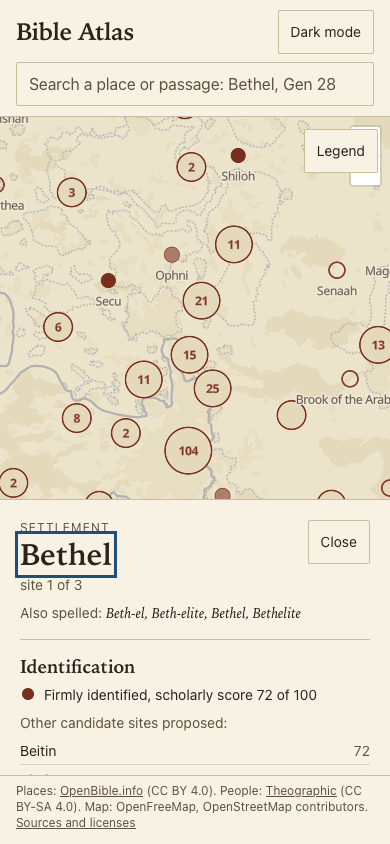 Bible Atlas
Dark mode
Search a place or passage: Bethel, Gen 28
Legend
2
Shiloh
3
thea
11
Ophni
Senaah
Mag
Secu
21
6
15
13
11
25
Brook of the Arab
8
2
104
2
SETTLEMENT
Bethel
Close
site 1 of 3
Also spelled: Beth-el, Beth-elite, Bethel, Bethelite
Identification
Firmly identified, scholarly score 72 of 100
Other candidate sites proposed:
Beitin 72
Places: OpenBible.info (CC BY 4.0). People: Theographic (CC
BY-SA 4.0). Map: OpenFreeMap, OpenStreetMap contributors.
Sources and licenses